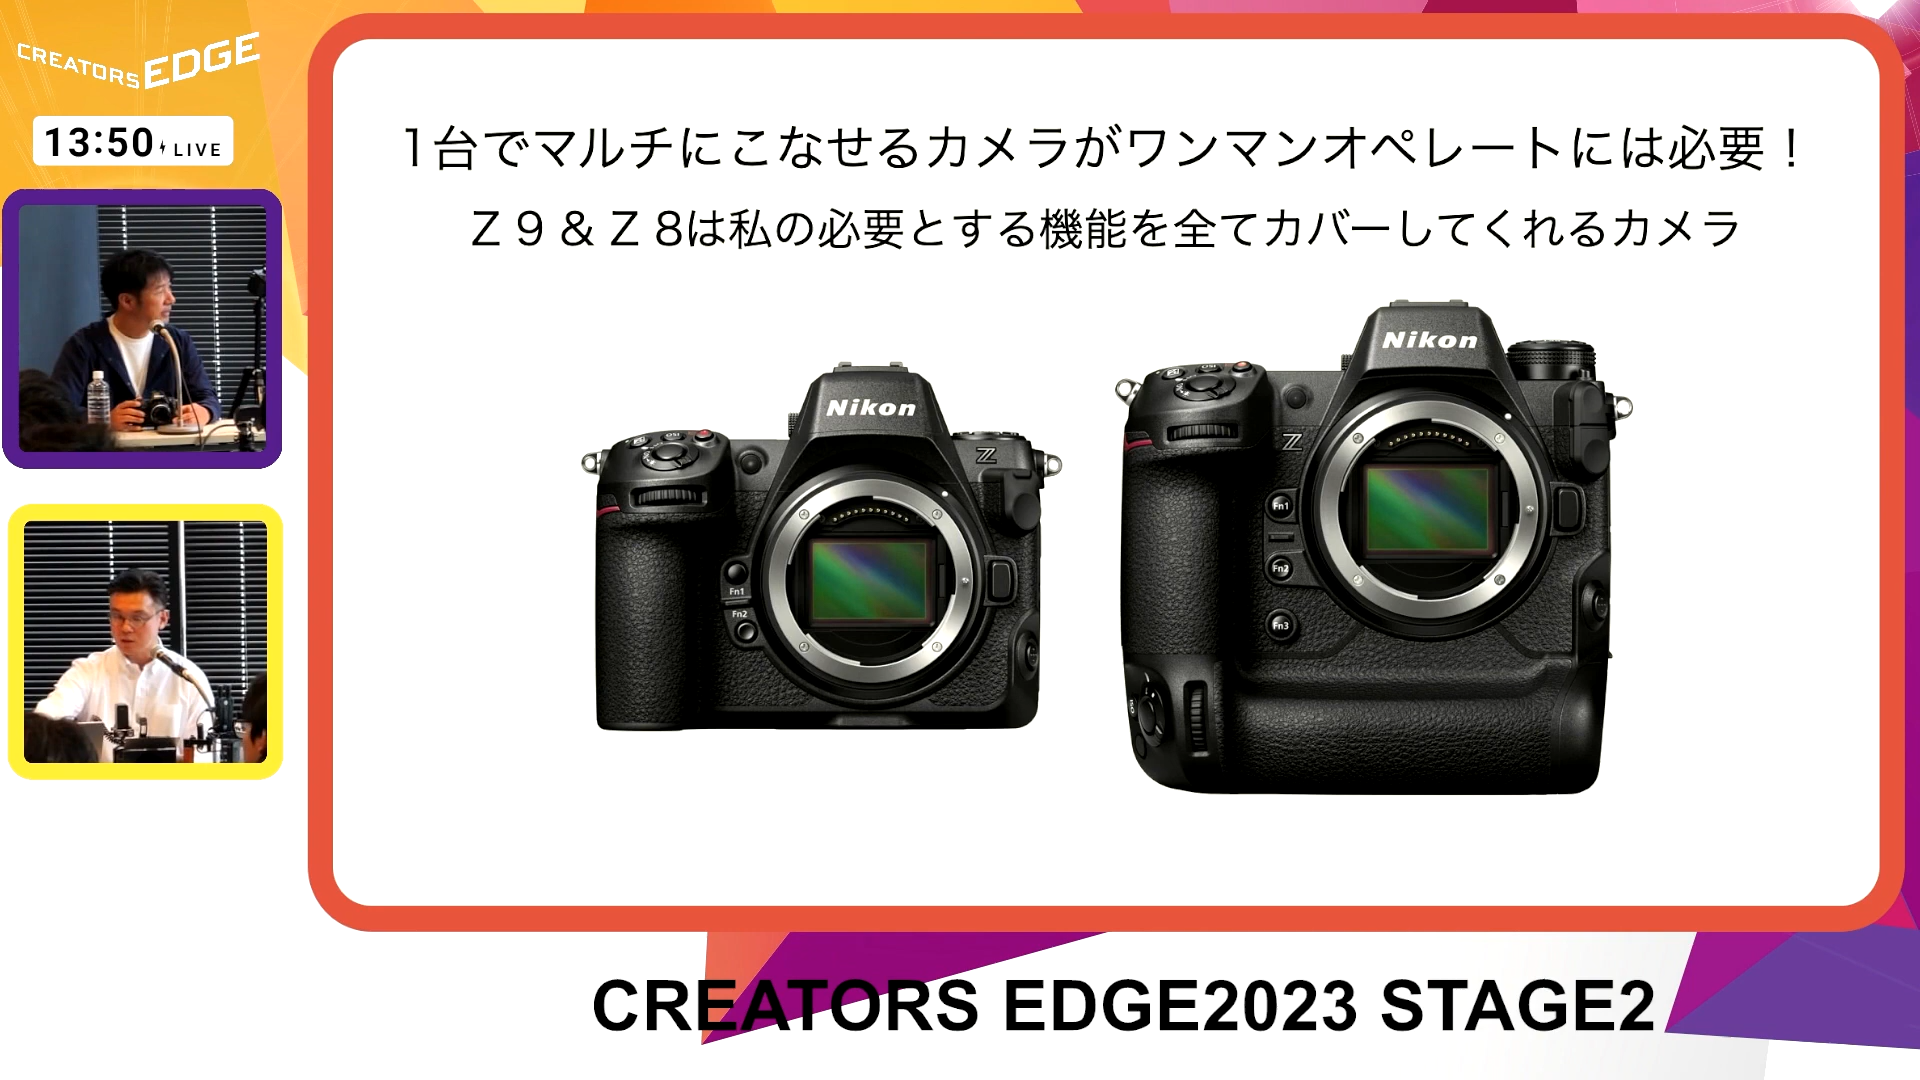 CREATORS EDGE
13:50 LIVE
1台でマルチにこなせるカメラがワンマンオペレートには必要！
Z 9 & Z 8は私の必要とする機能を全てカバーしてくれるカメラ
Nikon
Z
Fn1
Fn2
Nikon
Z
Fn1
Fn2
Fn3
CREATORS EDGE2023 STAGE2